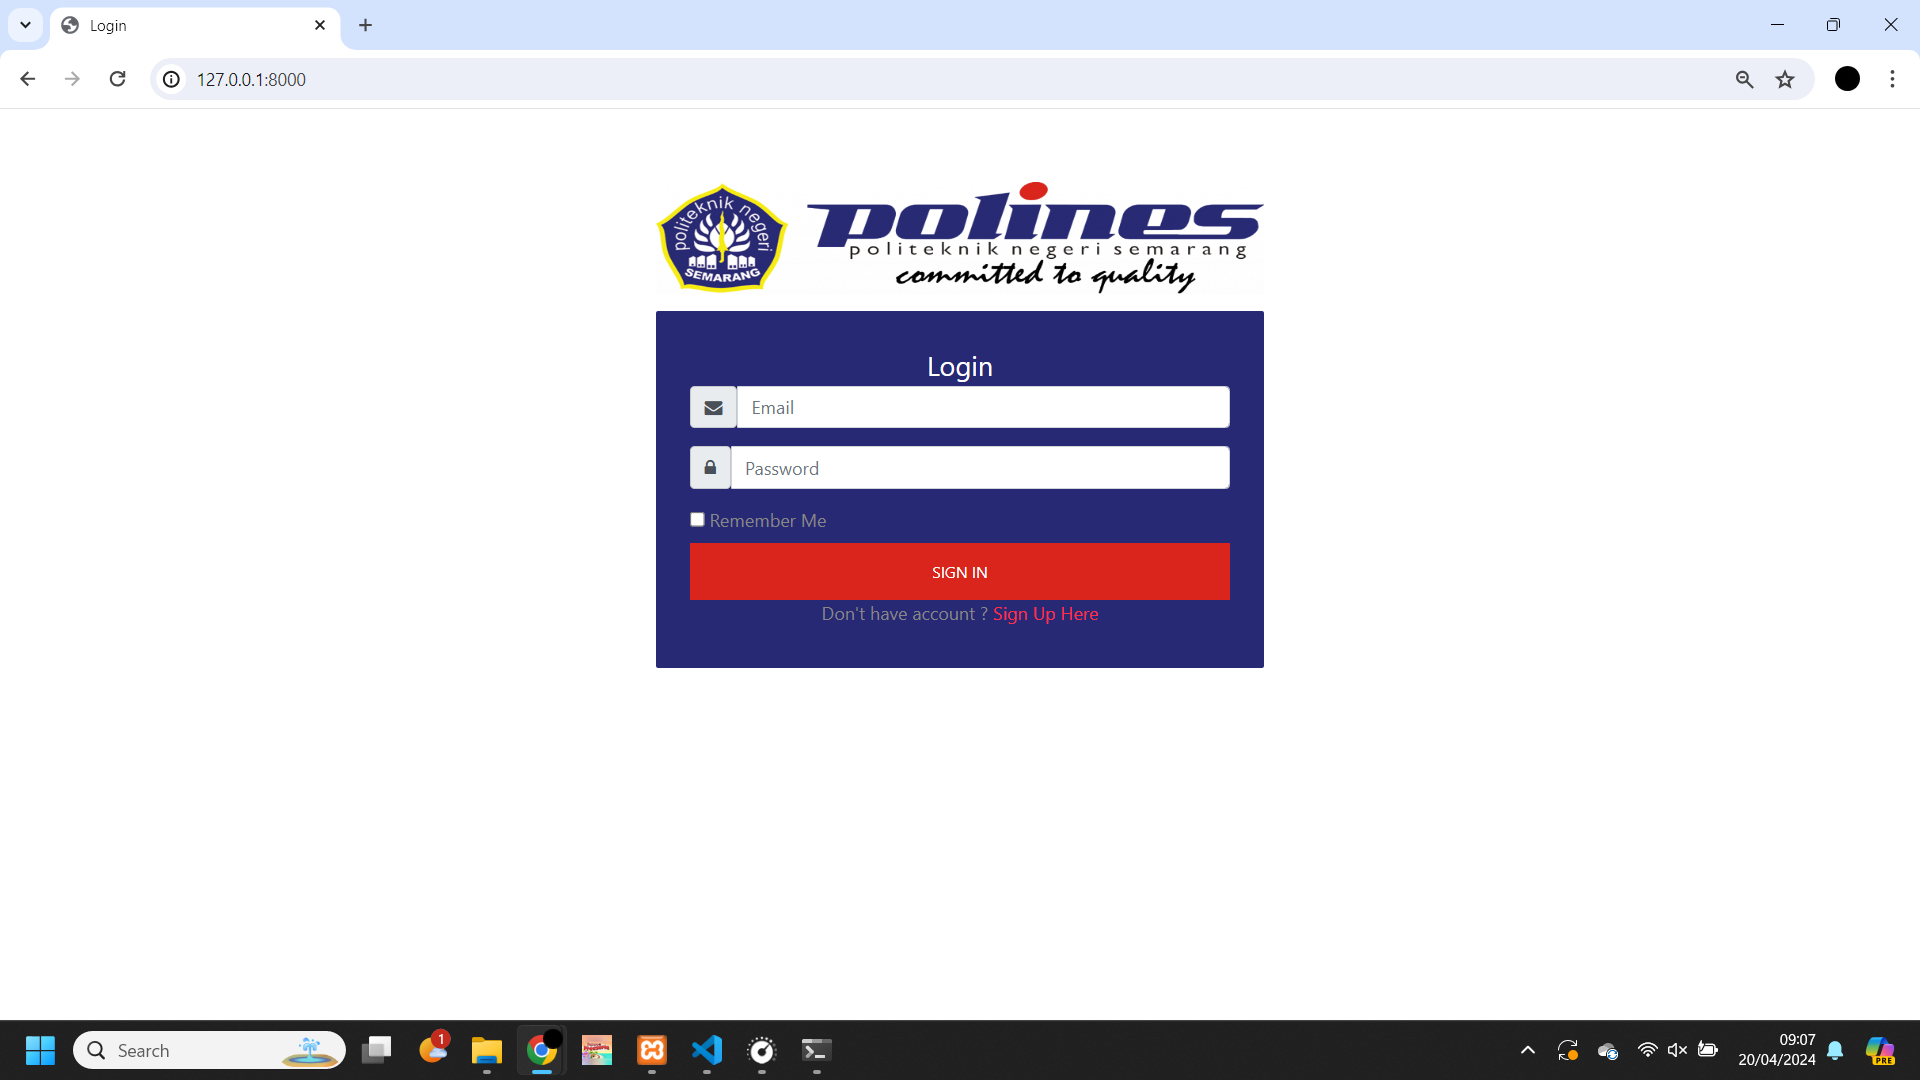 Login
127.0.0.1:8000
politeknik negeri
SEMARANG
polines
politeknik negeri semarang
committed to quality
Login
Email
Password
Remember Me
SIGN IN
Don't have account ? Sign Up Here
Search
1
09:07
20/04/2024
PRE